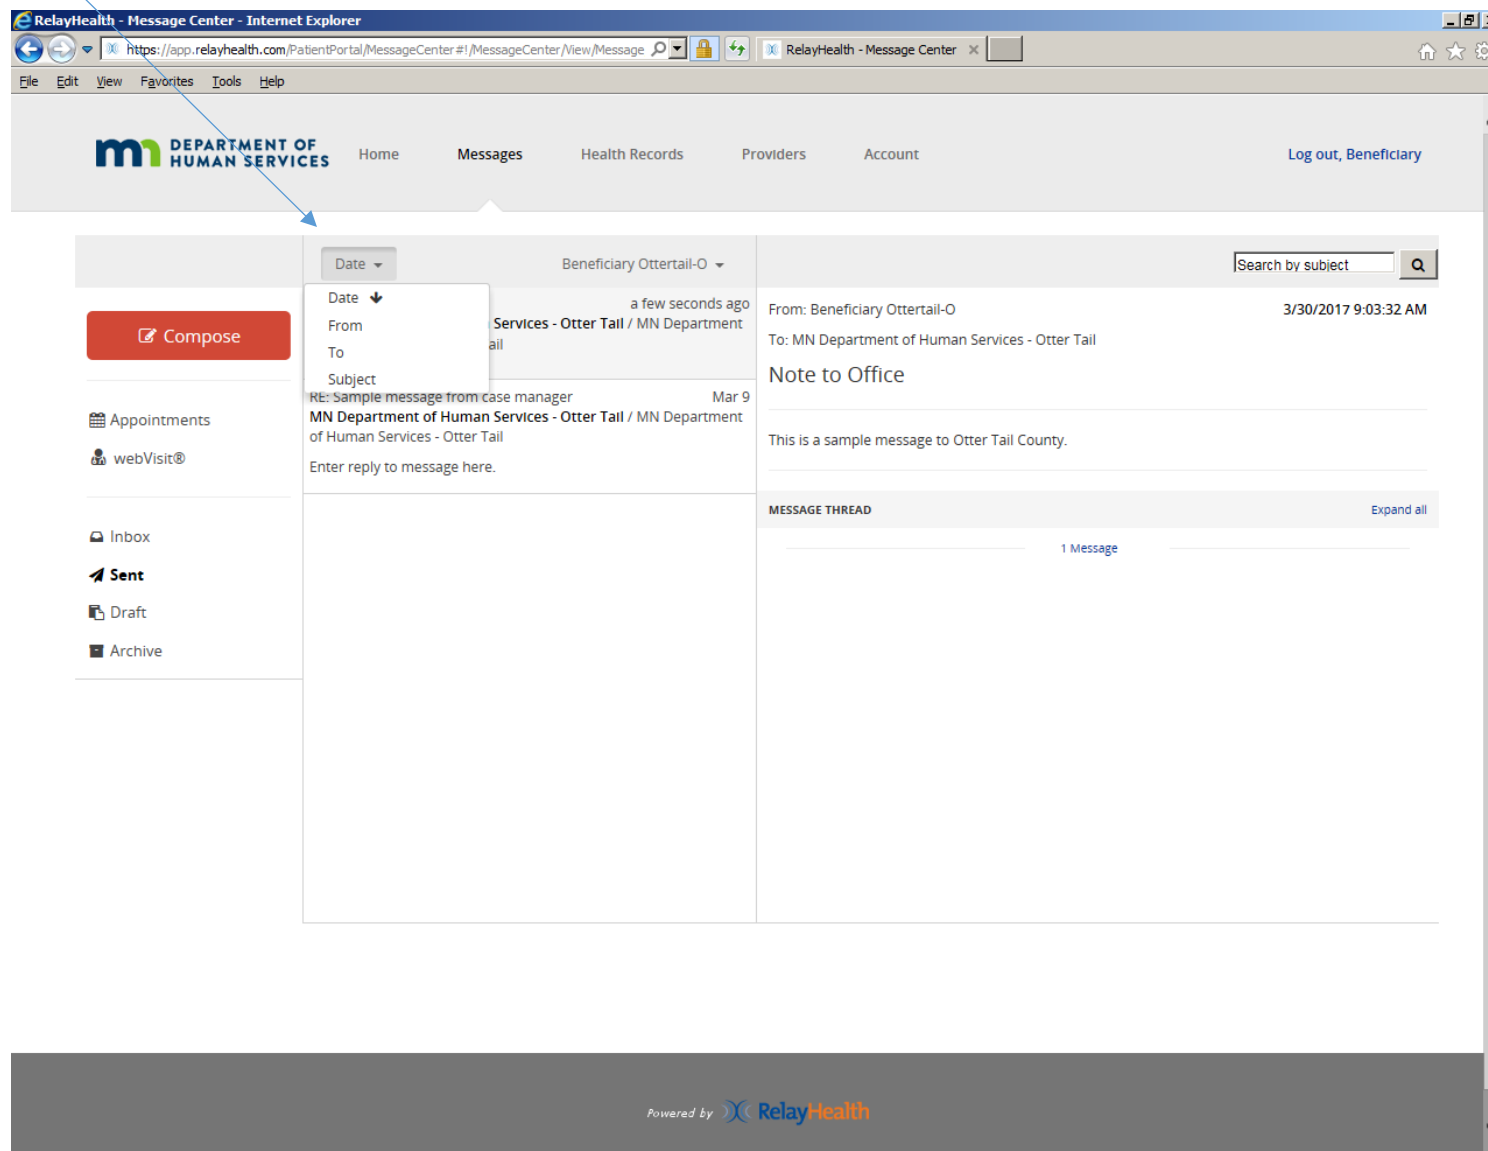 RelayHealth - Message Center - Internet Explorer
https://app.relayhealth.com/PatientPortal/MessageCenter#!/MessageCenter/View/Message
RelayHealth - Message Center
File Edit View Favorites Tools Help
DEPARTMENT OF
HUMAN SERVICES
Home Messages Health Records Providers Account Log out, Beneficiary
Date Beneficiary Ottertail-O Search by subject
Date
From
To
Subject
a few seconds ago
Services - Otter Tail / MN Department
ail
RE: Sample message from case manager Mar 9
MN Department of Human Services - Otter Tail / MN Department
of Human Services - Otter Tail
Enter reply to message here.
Compose
Appointments
webVisit®
Inbox
Sent
Draft
Archive
From: Beneficiary Ottertail-O 3/30/2017 9:03:32 AM
To: MN Department of Human Services - Otter Tail
Note to Office
This is a sample message to Otter Tail County.
MESSAGE THREAD Expand all
1 Message
Powered by RelayHealth